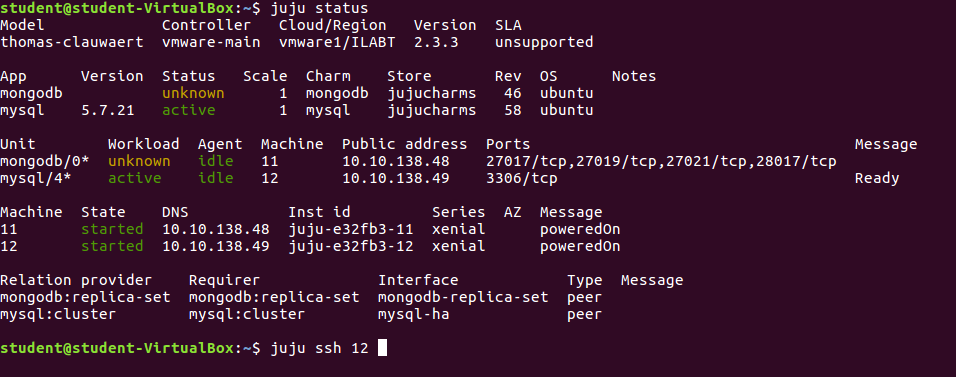 student@student-VirtualBox:~$ juju status
Model            Controller   Cloud/Region   Version  SLA
thomas-clauwaert  vmware-main  vmware1/ILABT  2.3.3    unsupported
App      Version  Status   Scale  Charm    Store       Rev  OS      Notes
mongodb           unknown      1  mongodb  jujucharms   46  ubuntu
mysql    5.7.21   active       1  mysql    jujucharms   58  ubuntu
Unit        Workload  Agent  Machine  Public address  Ports                                    Message
mongodb/0*  unknown   idle   11       10.10.138.48    27017/tcp,27019/tcp,27021/tcp,28017/tcp
mysql/4*    active    idle   12       10.10.138.49    3306/tcp                                 Ready
Machine  State    DNS           Inst id         Series  AZ  Message
11       started  10.10.138.48  juju-e32fb3-11  xenial      poweredOn
12       started  10.10.138.49  juju-e32fb3-12  xenial      poweredOn
Relation provider    Requirer             Interface            Type  Message
mongodb:replica-set  mongodb:replica-set  mongodb-replica-set  peer
mysql:cluster        mysql:cluster        mysql-ha             peer
student@student-VirtualBox:~$ juju ssh 12